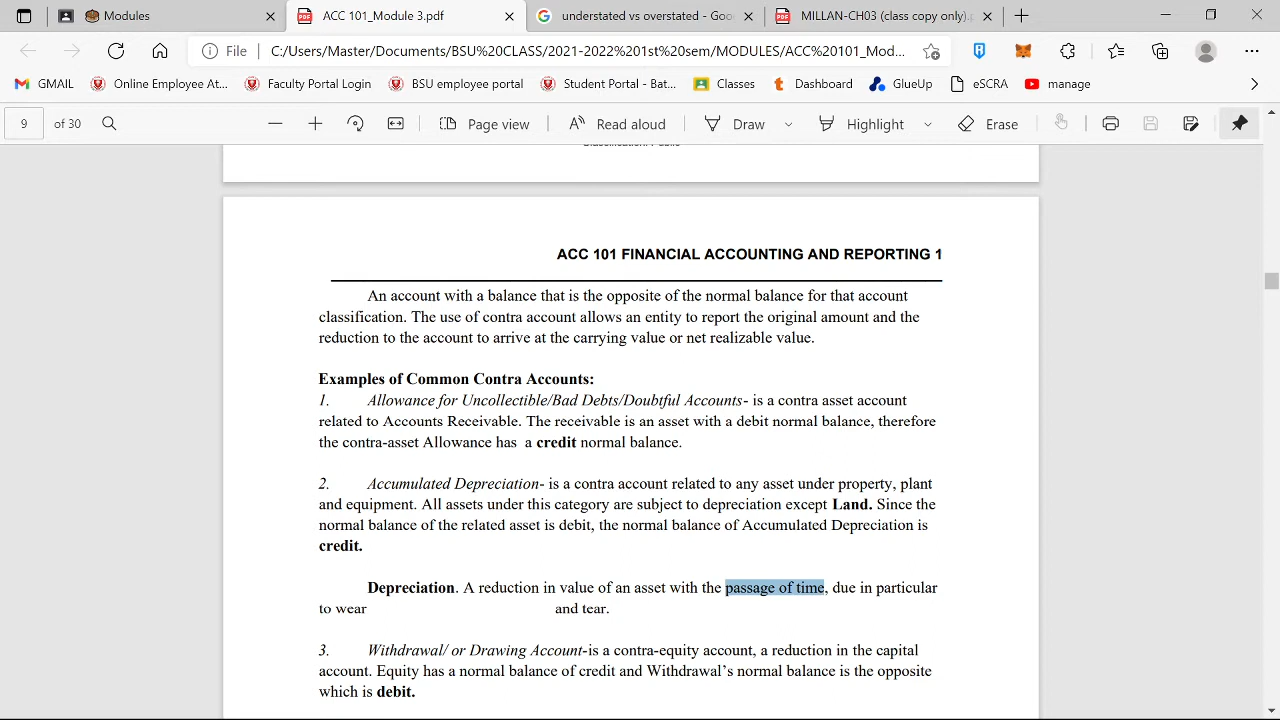 Modules
ACC 101_Module 3.pdf
understated vs overstated - Goo
MILLAN-CH03 (class copy only).
File
C:/Users/Master/Documents/BSU%20CLASS/2021-2022%201st%20sem/MODULES/ACC%20101_Mod...
GMAIL
Online Employee At...
Faculty Portal Login
BSU employee portal
Student Portal - Bat...
Classes
Dashboard
GlueUp
eSCRA
manage
9 of 30
Page view
Read aloud
Draw
Highlight
Erase
Classification: Public
ACC 101 FINANCIAL ACCOUNTING AND REPORTING 1
An account with a balance that is the opposite of the normal balance for that account
classification. The use of contra account allows an entity to report the original amount and the
reduction to the account to arrive at the carrying value or net realizable value.
Examples of Common Contra Accounts:
1. Allowance for Uncollectible/Bad Debts/Doubtful Accounts- is a contra asset account
related to Accounts Receivable. The receivable is an asset with a debit normal balance, therefore
the contra-asset Allowance has a credit normal balance.
2. Accumulated Depreciation- is a contra account related to any asset under property, plant
and equipment. All assets under this category are subject to depreciation except Land. Since the
normal balance of the related asset is debit, the normal balance of Accumulated Depreciation is
credit.
Depreciation. A reduction in value of an asset with the passage of time, due in particular
to wear and tear.
3. Withdrawal/ or Drawing Account-is a contra-equity account, a reduction in the capital
account. Equity has a normal balance of credit and Withdrawal's normal balance is the opposite
which is debit.